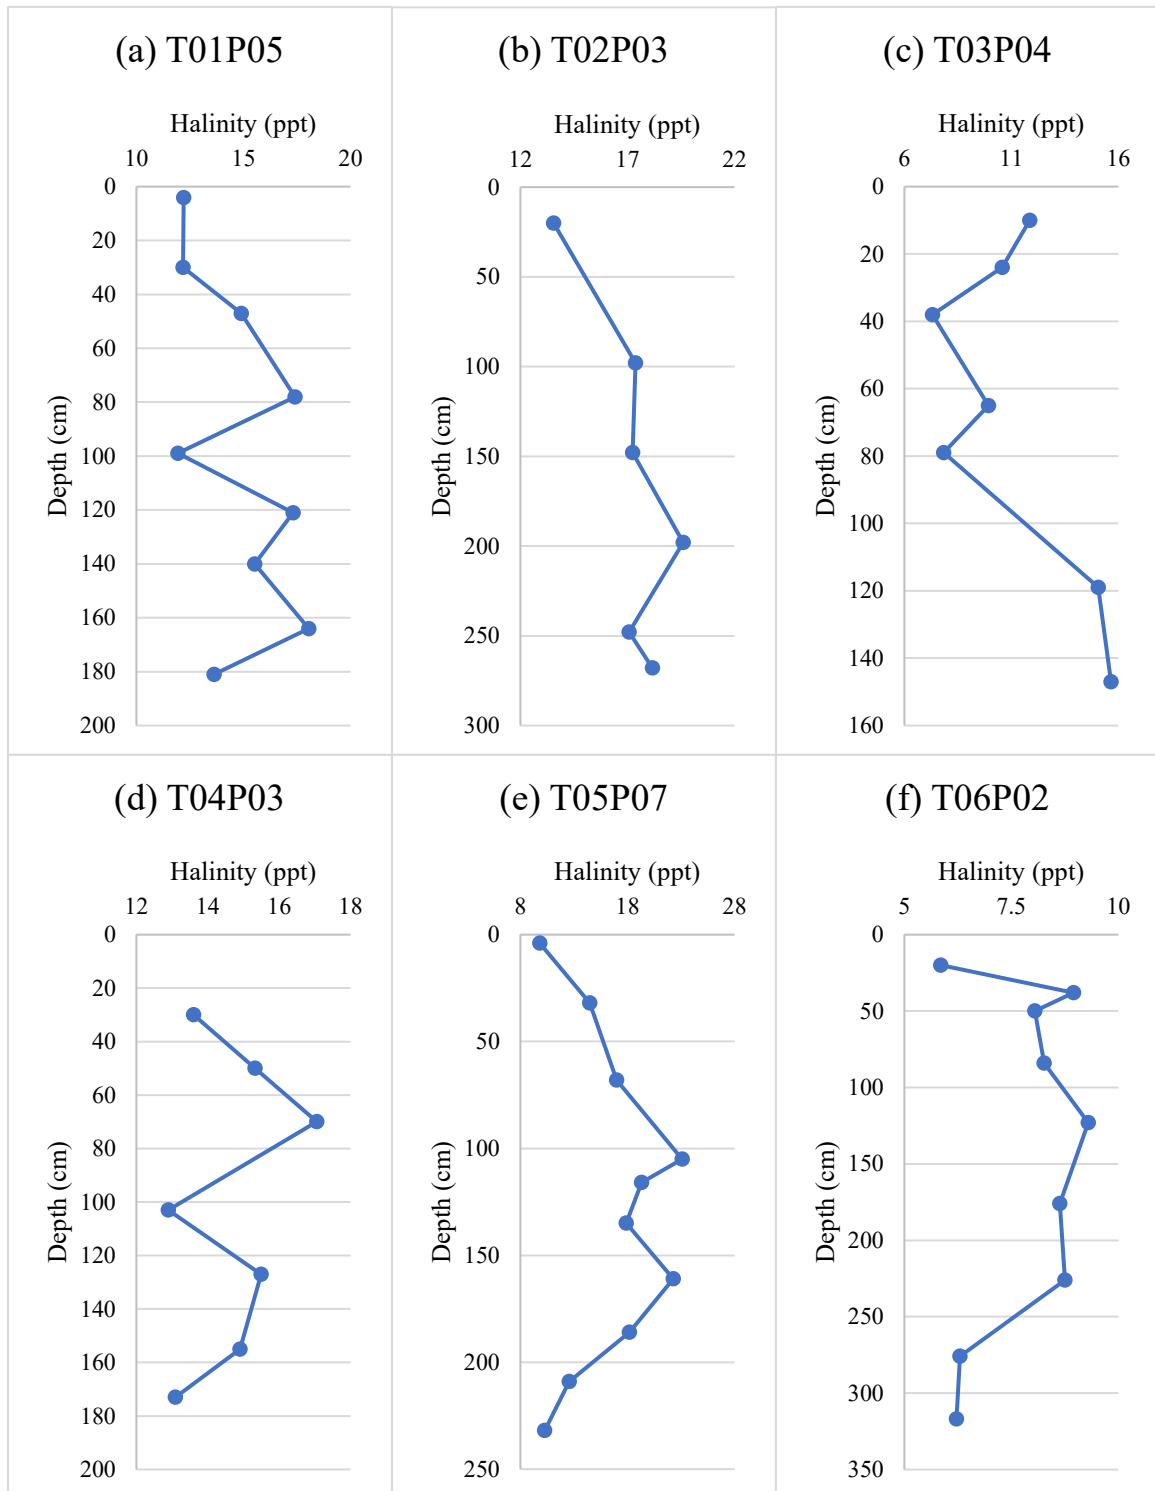 (a) T01P05
Halinity (ppt)
10 15 20
0
20
40
60
80
100
120
140
160
180
200
Depth (cm)
(b) T02P03
Halinity (ppt)
12 17 22
0
50
100
150
200
250
300
Depth (cm)
(c) T03P04
Halinity (ppt)
6 11 16
0
20
40
60
80
100
120
140
160
Depth (cm)
(d) T04P03
Halinity (ppt)
12 14 16 18
0
20
40
60
80
100
120
140
160
180
200
Depth (cm)
(e) T05P07
Halinity (ppt)
8 18 28
0
50
100
150
200
250
Depth (cm)
(f) T06P02
Halinity (ppt)
5 7.5 10
0
50
100
150
200
250
300
350
Depth (cm)